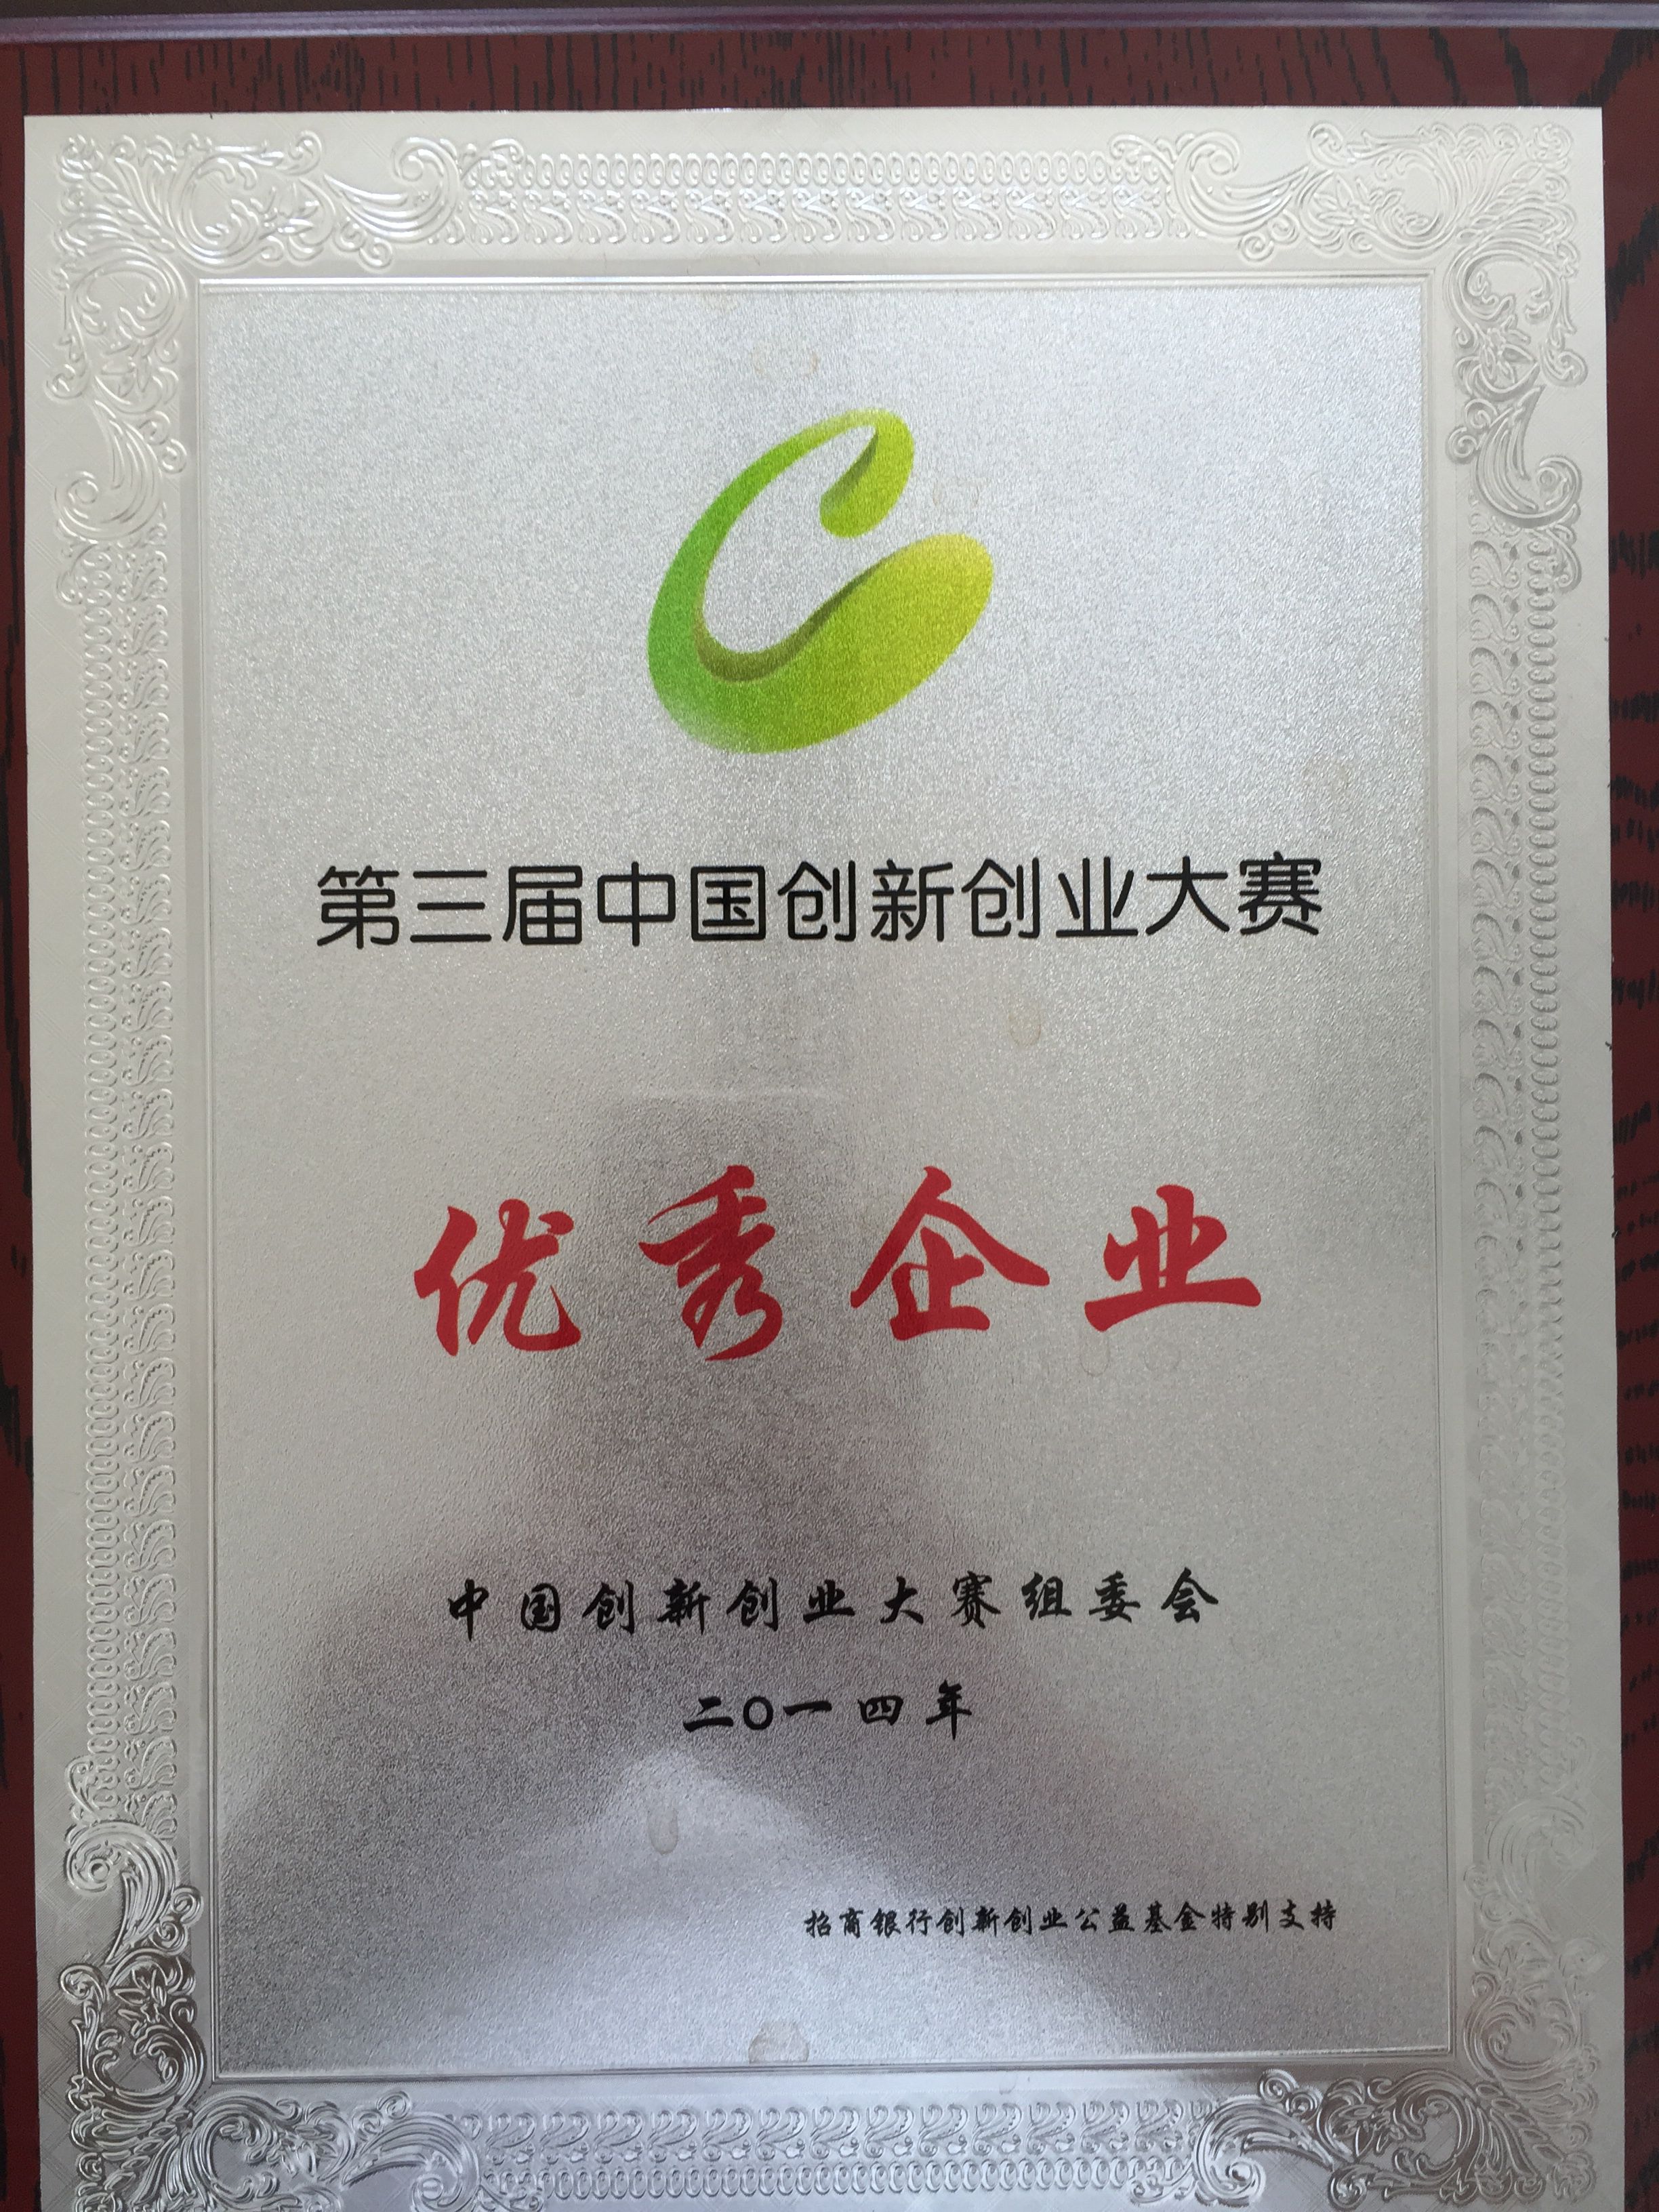 第三届中国创新创业大赛
优秀企业
中国创新创业大赛组委会
二〇一四年
招商银行创新创业公益基金特别支持